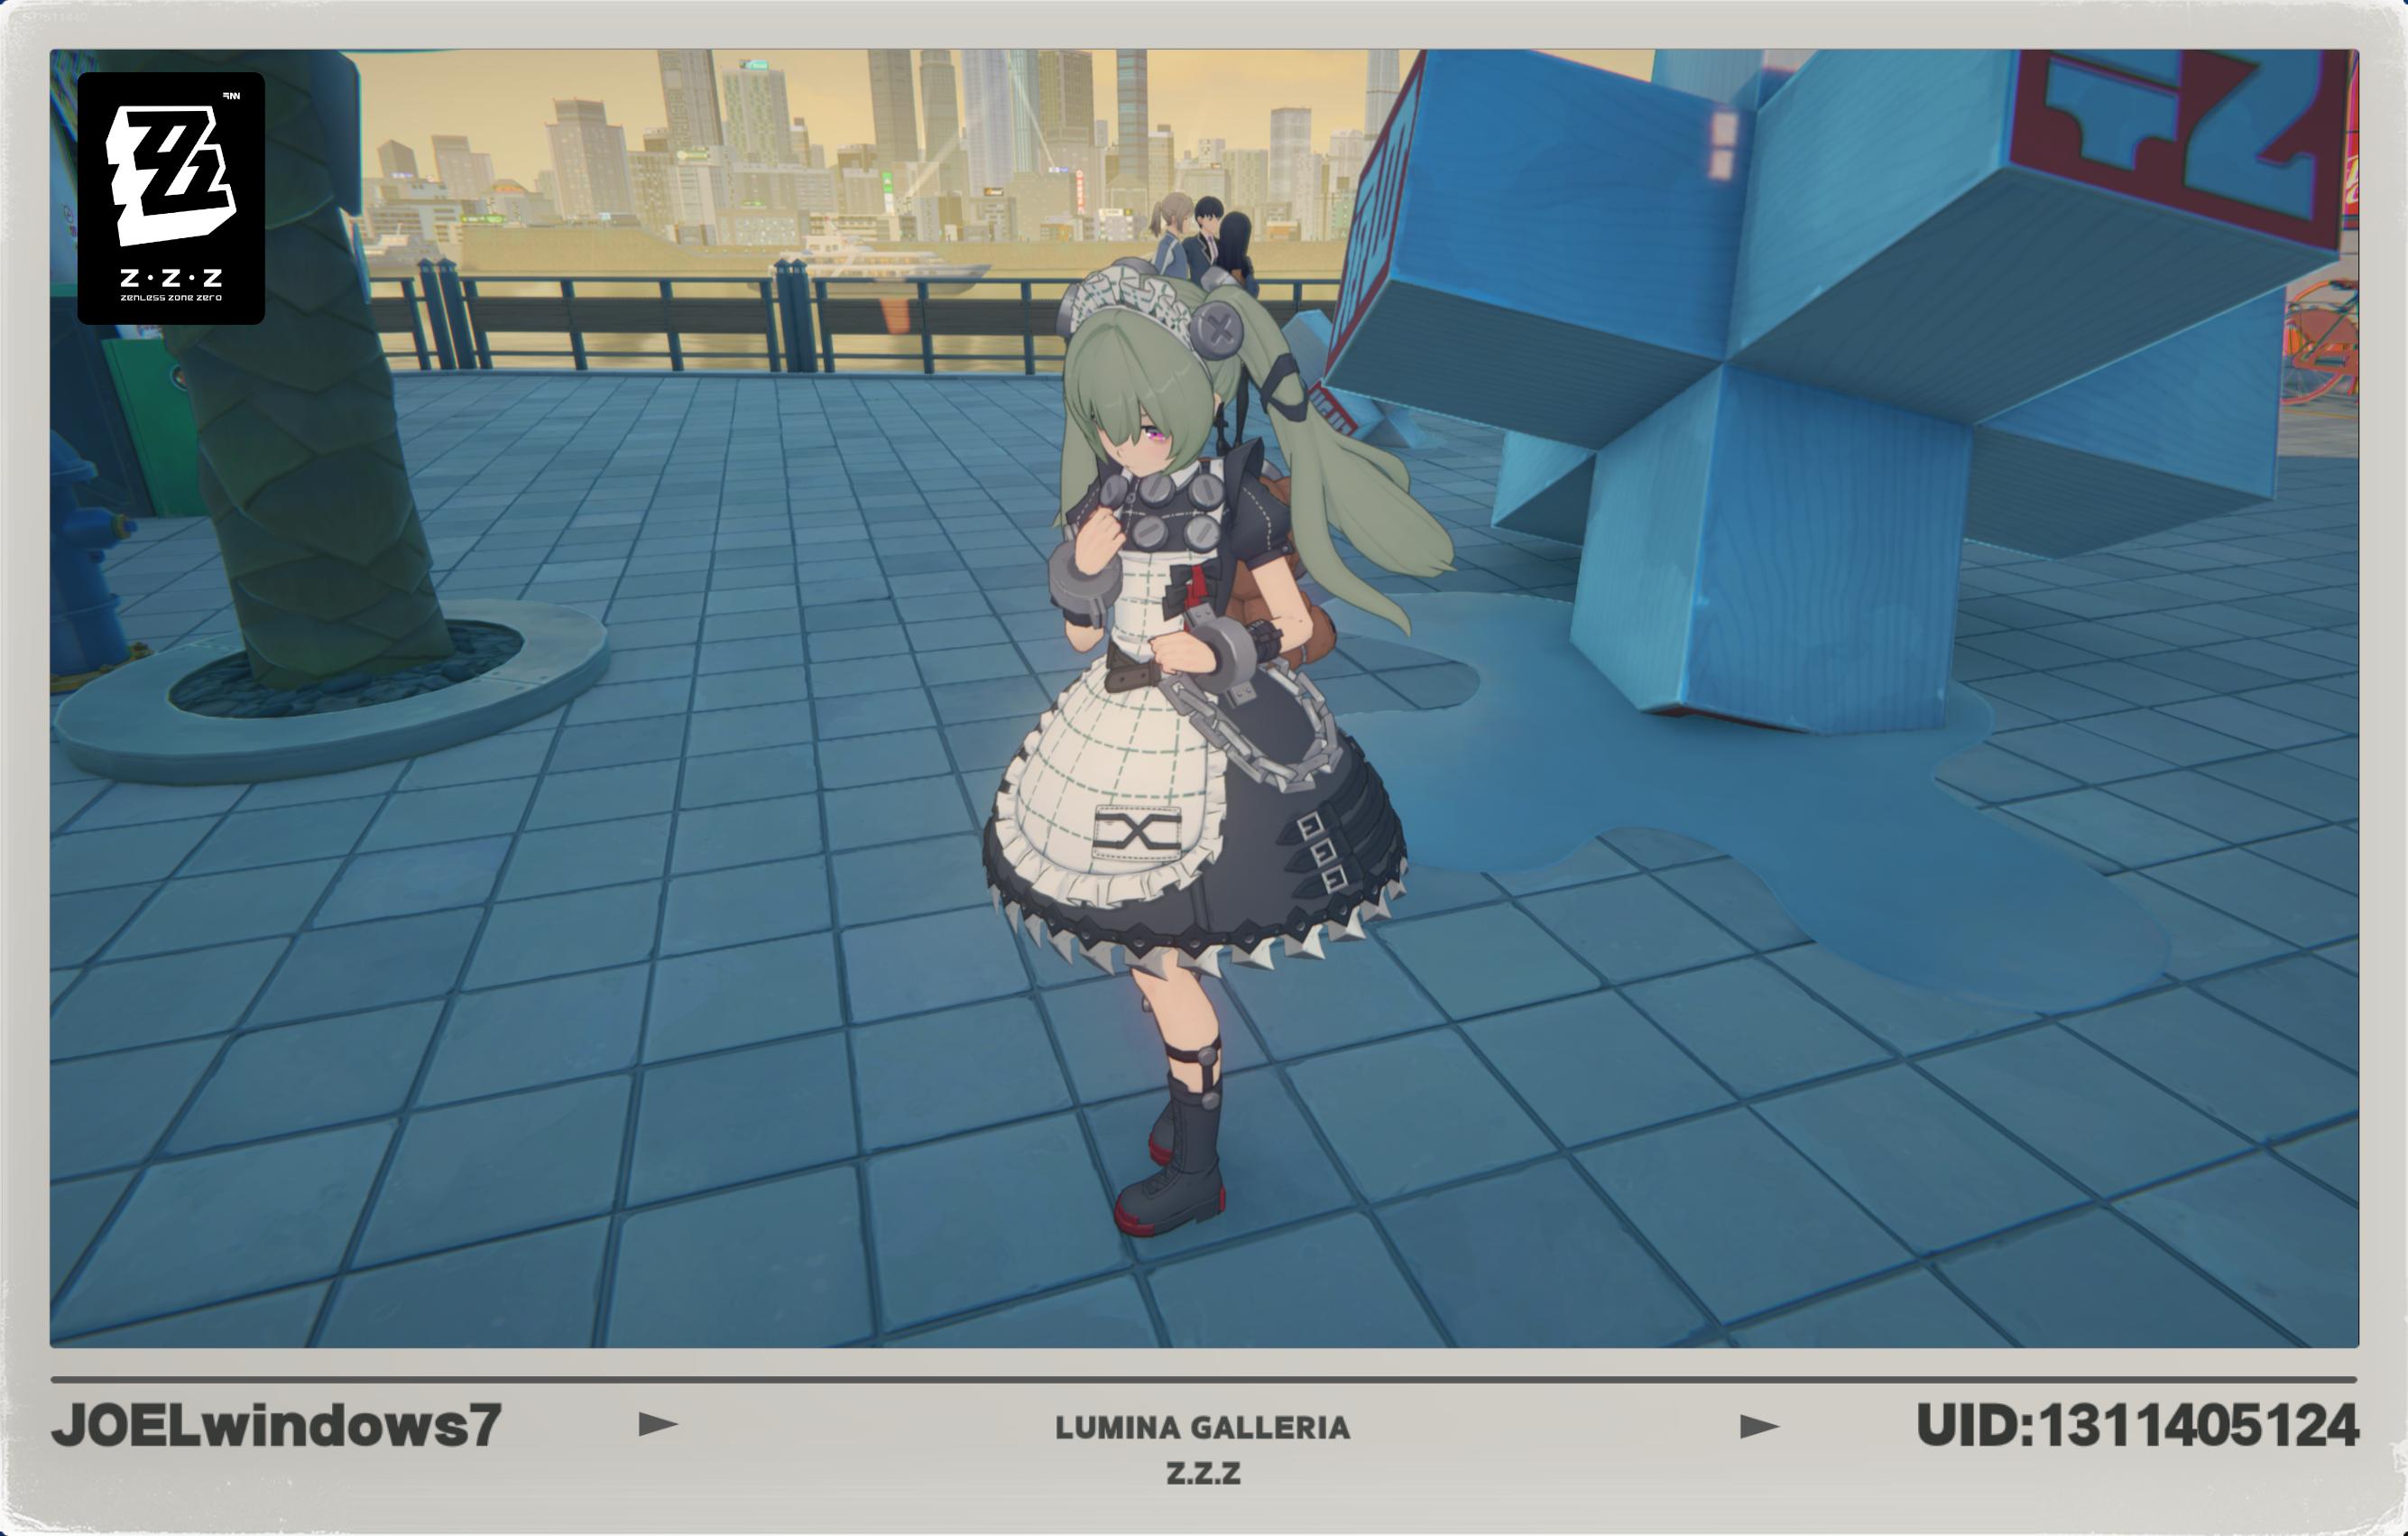 Z·Z·Z
ZENLESS ZONE ZERO
JOELwindows7
LUMINA GALLERIA
UID:1311405124
Z.Z.Z